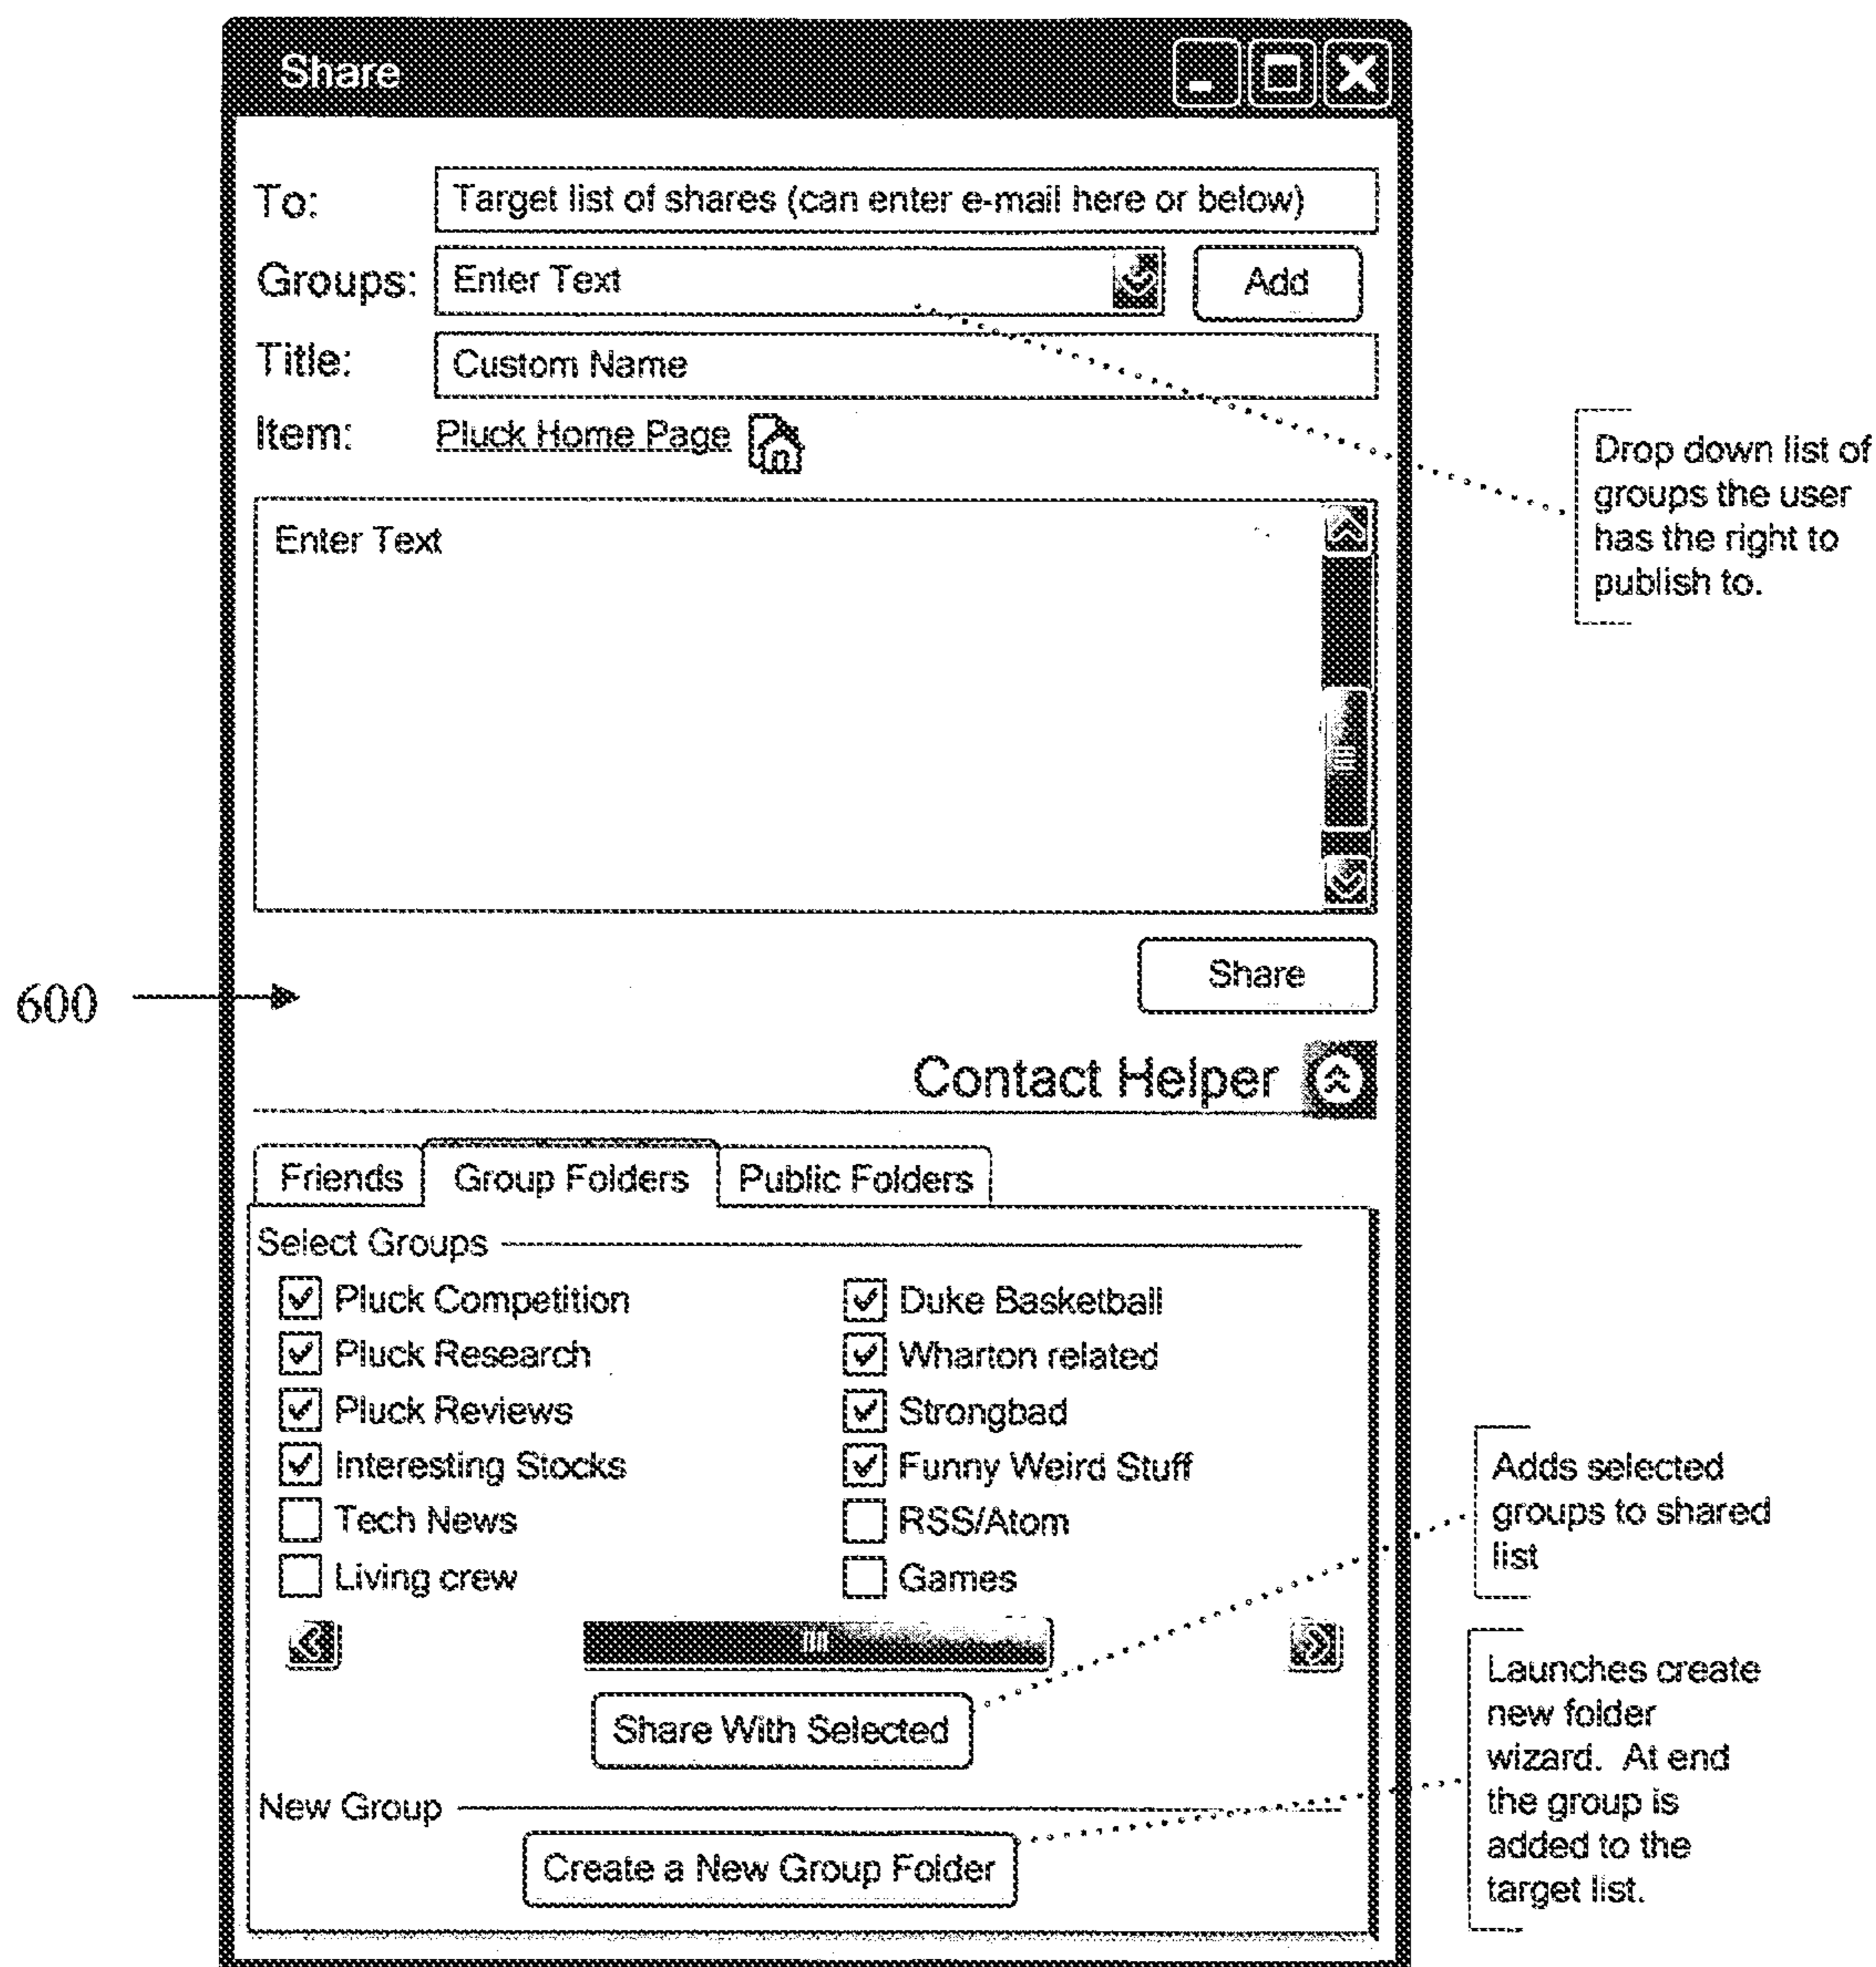 Share
To: Target list of shares (can enter e-mail here or below)
Groups: Enter Text Add
Title: Custom Name
Item: Pluck Home Page
Drop down list of
groups the user
has the right to
publish to.
Enter Text
Share
600
Contact Helper
Friends Group Folders Public Folders
Select Groups
Pluck Competition Duke Basketball
Pluck Research Wharton related
Pluck Reviews Strongbad
Interesting Stocks Funny Weird Stuff
Tech News RSS/Atom
Living crew Games
Adds selected
groups to shared
list
Share With Selected
Launches create
new folder
wizard. At end
the group is
added to the
target list.
New Group
Create a New Group Folder